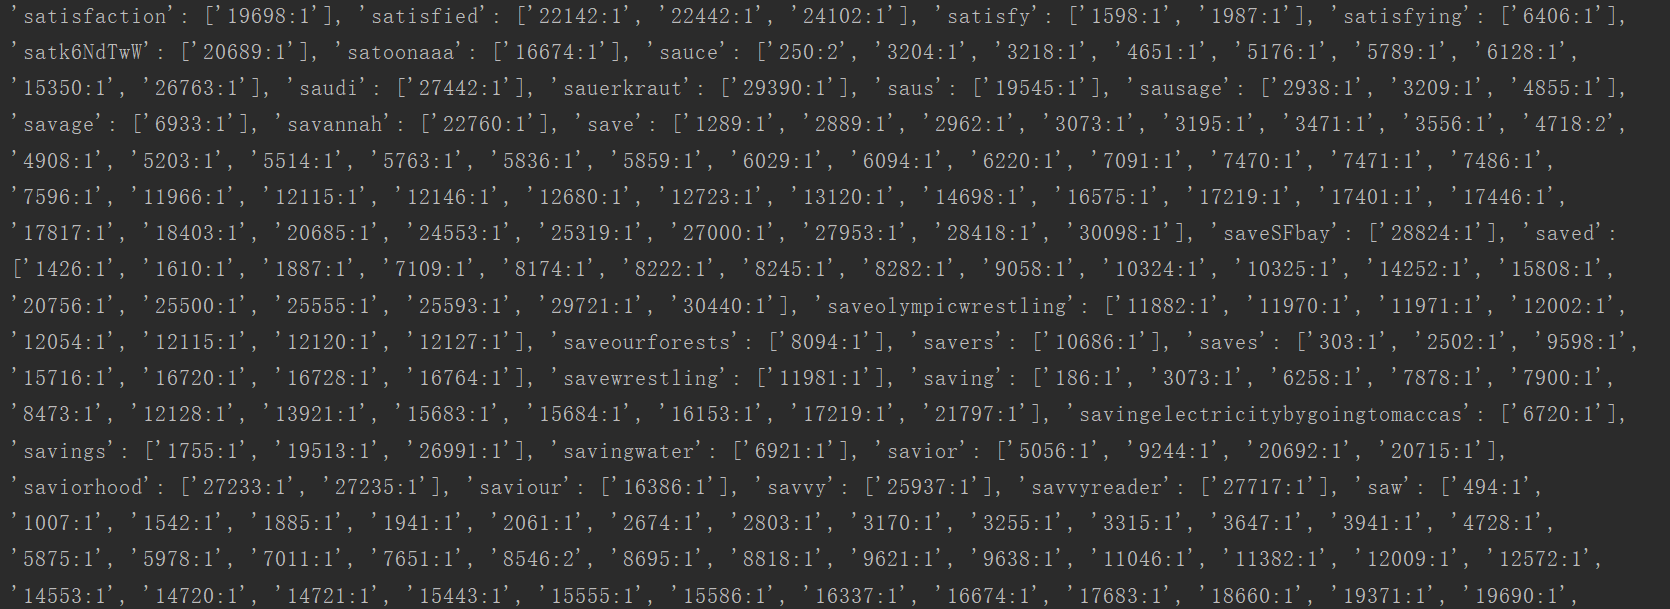 'satisfaction': ['19698:1'], 'satisfied': ['22142:1', '22442:1', '24102:1'], 'satisfy': ['1598:1', '1987:1'], 'satisfying': ['6406:1'],
'satk6NdTwW': ['20689:1'], 'satoonaaa': ['16674:1'], 'sauce': ['250:2', '3204:1', '3218:1', '4651:1', '5176:1', '5789:1', '6128:1',
'15350:1', '26763:1'], 'saudi': ['27442:1'], 'sauerkraut': ['29390:1'], 'saus': ['19545:1'], 'sausage': ['2938:1', '3209:1', '4855:1'],
'savage': ['6933:1'], 'savannah': ['22760:1'], 'save': ['1289:1', '2889:1', '2962:1', '3073:1', '3195:1', '3471:1', '3556:1', '4718:2',
'4908:1', '5203:1', '5514:1', '5763:1', '5836:1', '5859:1', '6029:1', '6094:1', '6220:1', '7091:1', '7470:1', '7471:1', '7486:1',
'7596:1', '11966:1', '12115:1', '12146:1', '12680:1', '12723:1', '13120:1', '14698:1', '16575:1', '17219:1', '17401:1', '17446:1',
'17817:1', '18403:1', '20685:1', '24553:1', '25319:1', '27000:1', '27953:1', '28418:1', '30098:1'], 'saveSFbay': ['28824:1'], 'saved':
['1426:1', '1610:1', '1887:1', '7109:1', '8174:1', '8222:1', '8245:1', '8282:1', '9058:1', '10324:1', '10325:1', '14252:1', '15808:1',
'20756:1', '25500:1', '25555:1', '25593:1', '29721:1', '30440:1'], 'saveolympicwrestling': ['11882:1', '11970:1', '11971:1', '12002:1',
'12054:1', '12115:1', '12120:1', '12127:1'], 'saveourforests': ['8094:1'], 'savers': ['10686:1'], 'saves': ['303:1', '2502:1', '9598:1',
'15716:1', '16720:1', '16728:1', '16764:1'], 'savewrestling': ['11981:1'], 'saving': ['186:1', '3073:1', '6258:1', '7878:1', '7900:1',
'8473:1', '12128:1', '13921:1', '15683:1', '15684:1', '16153:1', '17219:1', '21797:1'], 'savingelectricitybygoingtomaccas': ['6720:1'],
'savings': ['1755:1', '19513:1', '26991:1'], 'savingwater': ['6921:1'], 'savior': ['5056:1', '9244:1', '20692:1', '20715:1'],
'saviorhood': ['27233:1', '27235:1'], 'saviour': ['16386:1'], 'savvy': ['25937:1'], 'savvyreader': ['27717:1'], 'saw': ['494:1',
'1007:1', '1542:1', '1885:1', '1941:1', '2061:1', '2674:1', '2803:1', '3170:1', '3255:1', '3315:1', '3647:1', '3941:1', '4728:1',
'5875:1', '5978:1', '7011:1', '7651:1', '8546:2', '8695:1', '8818:1', '9621:1', '9638:1', '11046:1', '11382:1', '12009:1', '12572:1',
'14553:1', '14720:1', '14721:1', '15443:1', '15555:1', '15586:1', '16337:1', '16674:1', '17683:1', '18660:1', '19371:1', '19690:1',